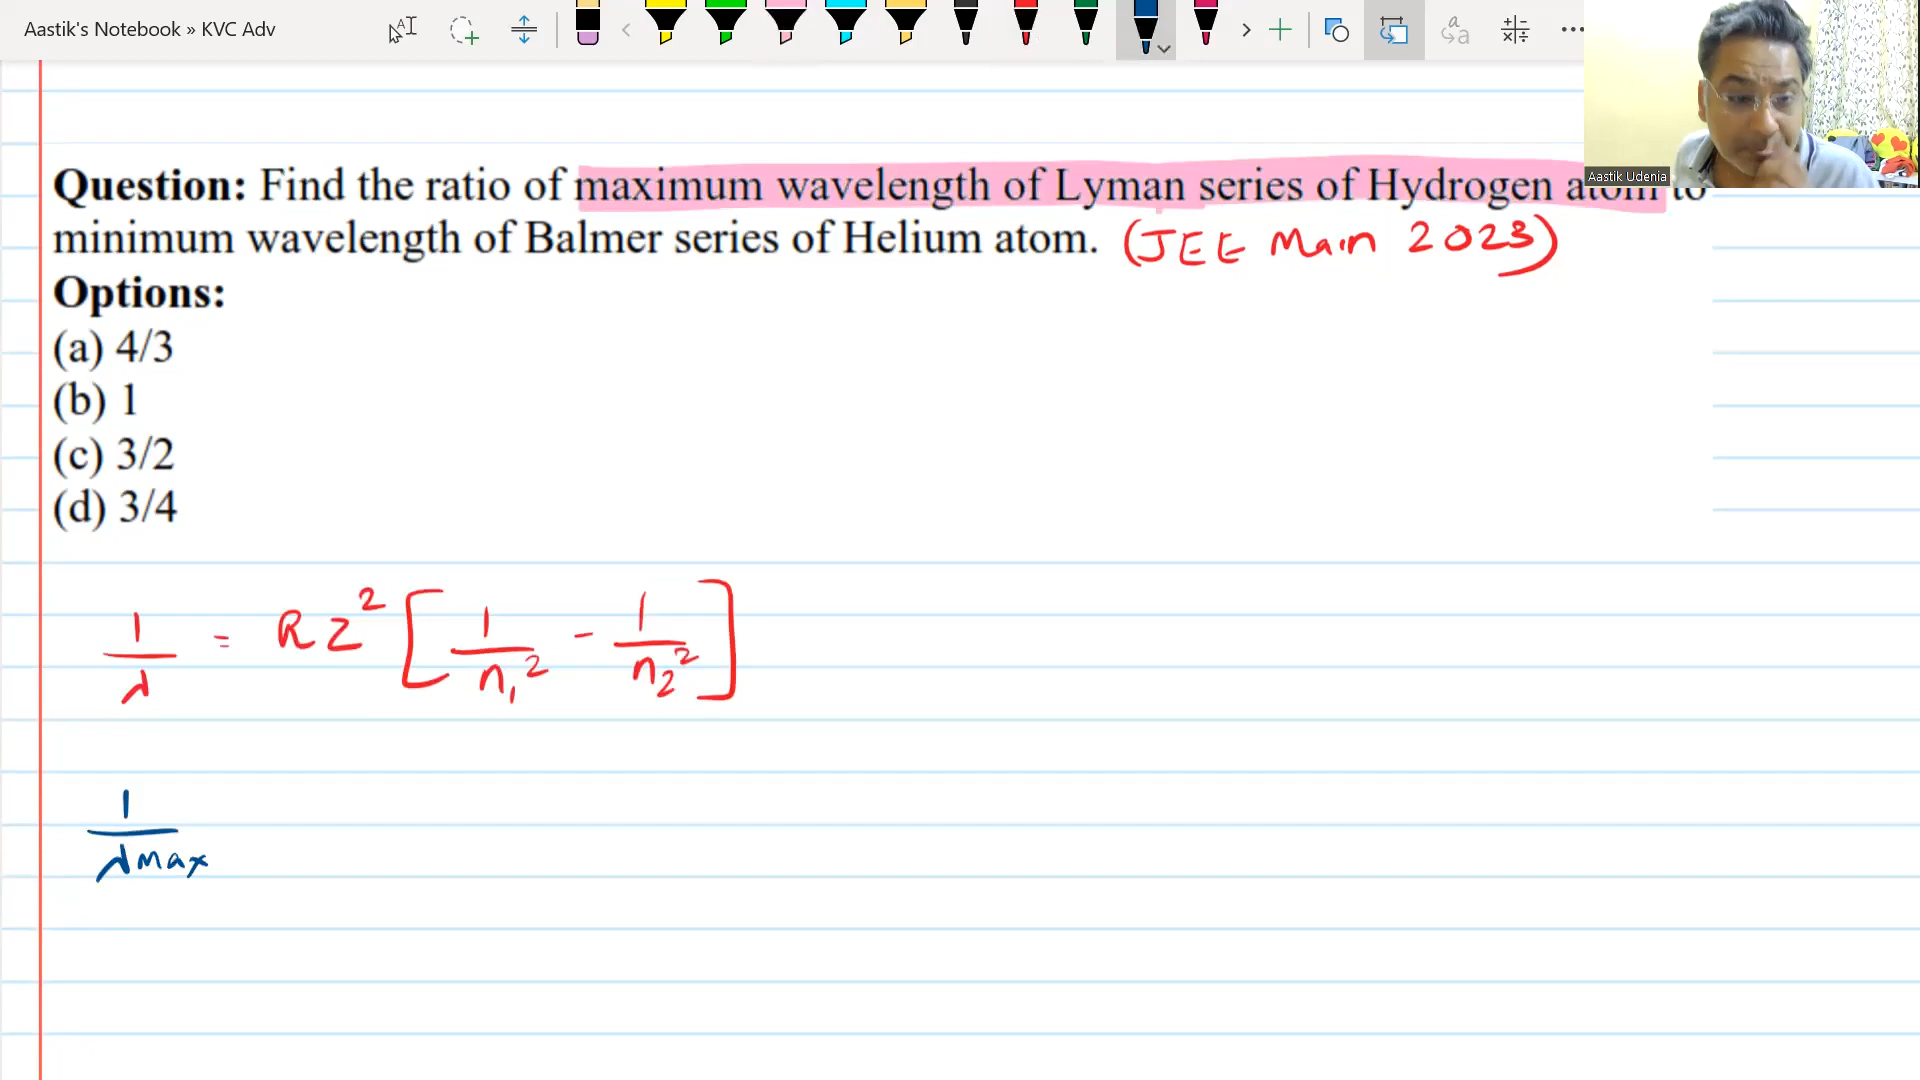 Aastik's Notebook » KVC Adv
Aastik Udenia
Question: Find the ratio of maximum wavelength of Lyman series of Hydrogen atom to
minimum wavelength of Balmer series of Helium atom. (JEE Main 2023)
Options:
(a) 4/3
(b) 1
(c) 3/2
(d) 3/4
1/λ = RZ² [1/n₁² - 1/n₂²]
1/λmax